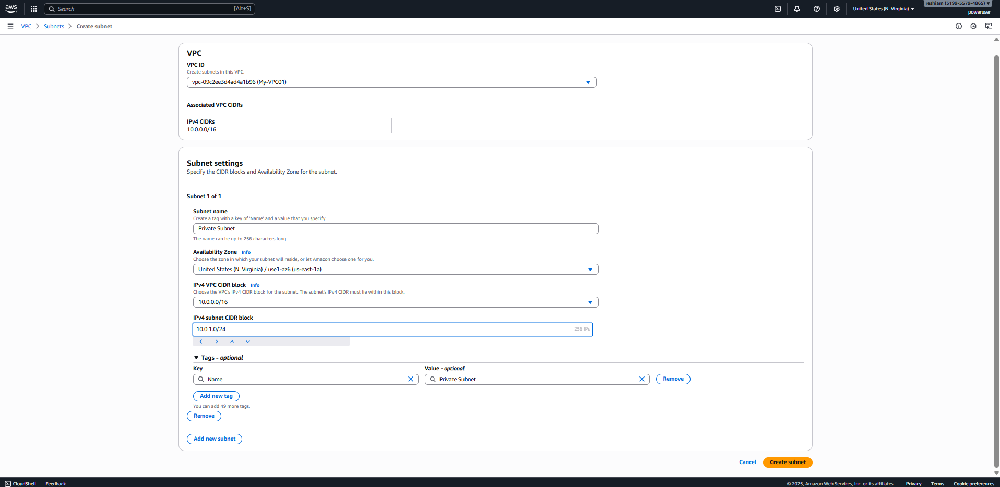 aws
Search [Alt+S]
United States (N. Virginia)
reshiam (5199-5579-4865)
poweruser
VPC > Subnets > Create subnet
VPC
VPC ID
Create subnets in this VPC.
vpc-09c2ee3d4ad4a1b96 (My-VPC01)
Associated VPC CIDRs
IPv4 CIDRs
10.0.0.0/16
Subnet settings
Specify the CIDR blocks and Availability Zone for the subnet.
Subnet 1 of 1
Subnet name
Create a tag with a key of 'Name' and a value that you specify.
Private Subnet
The name can be up to 256 characters long.
Availability Zone Info
Choose the zone in which your subnet will reside, or let Amazon choose one for you.
United States (N. Virginia) / use1-az6 (us-east-1a)
IPv4 VPC CIDR block Info
Choose the VPC's IPv4 CIDR block for the subnet. The subnet's IPv4 CIDR must lie within this block.
10.0.0.0/16
IPv4 subnet CIDR block
10.0.1.0/24 256 IPs
Tags - optional
Key Value - optional
Name Private Subnet Remove
Add new tag
You can add 49 more tags.
Remove
Add new subnet
Cancel Create subnet
CloudShell Feedback © 2025, Amazon Web Services, Inc. or its affiliates. Privacy Terms Cookie preferences